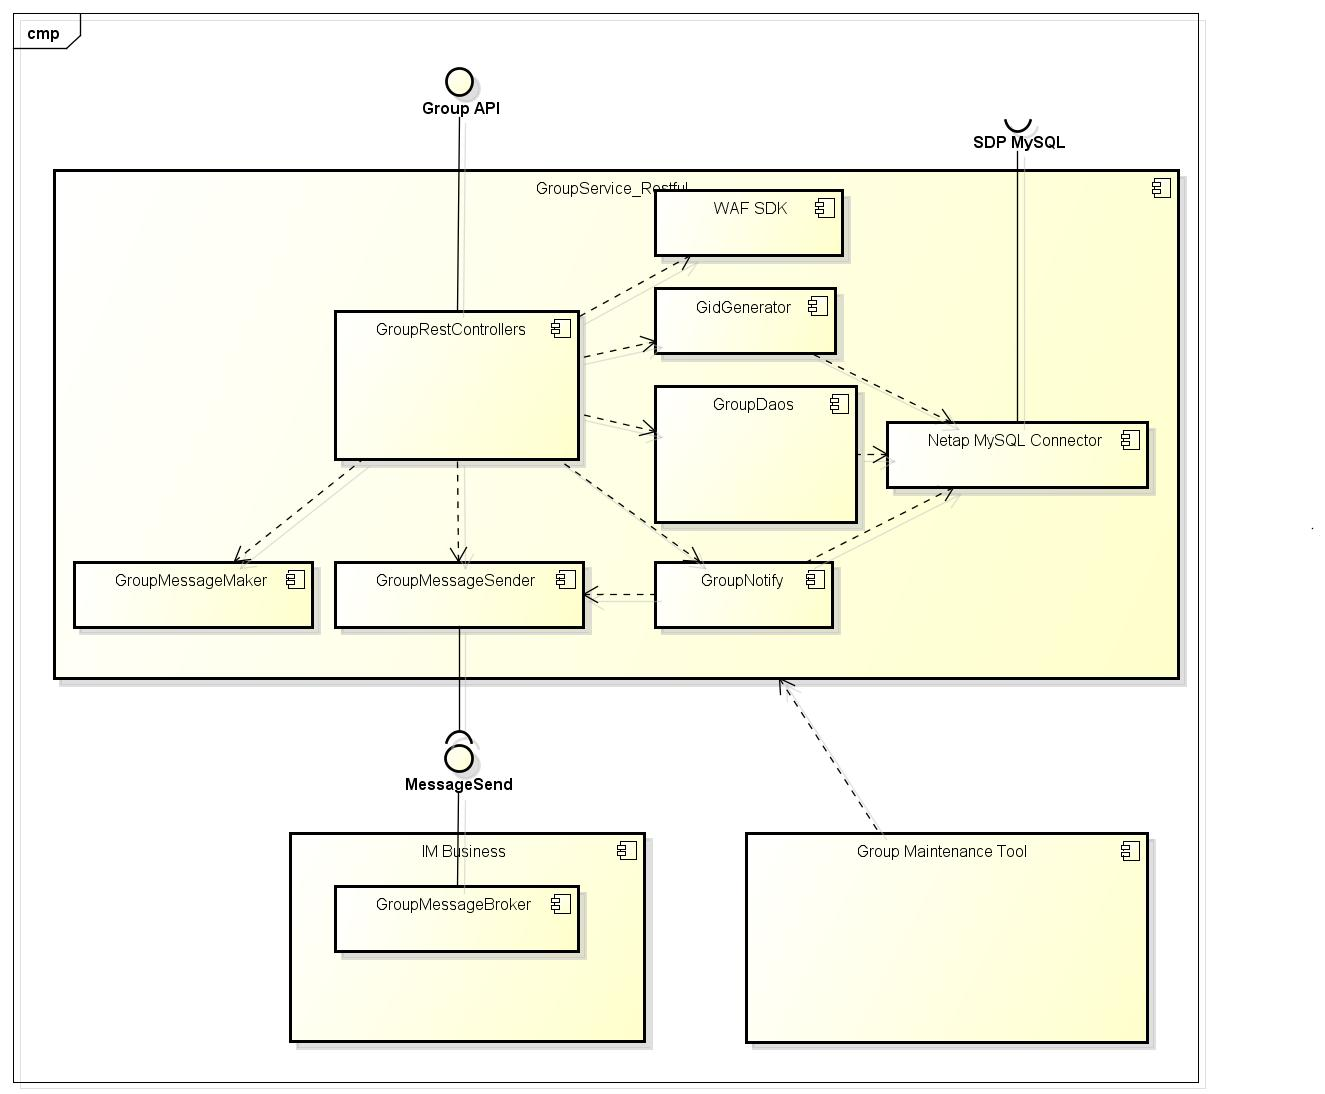 cmp
Group API
SDP MySQL
GroupService_Restful
WAF SDK
GidGenerator
GroupRestControllers
GroupDaos
Netap MySQL Connector
GroupMessageMaker
GroupMessageSender
GroupNotify
MessageSend
IM Business
Group Maintenance Tool
GroupMessageBroker